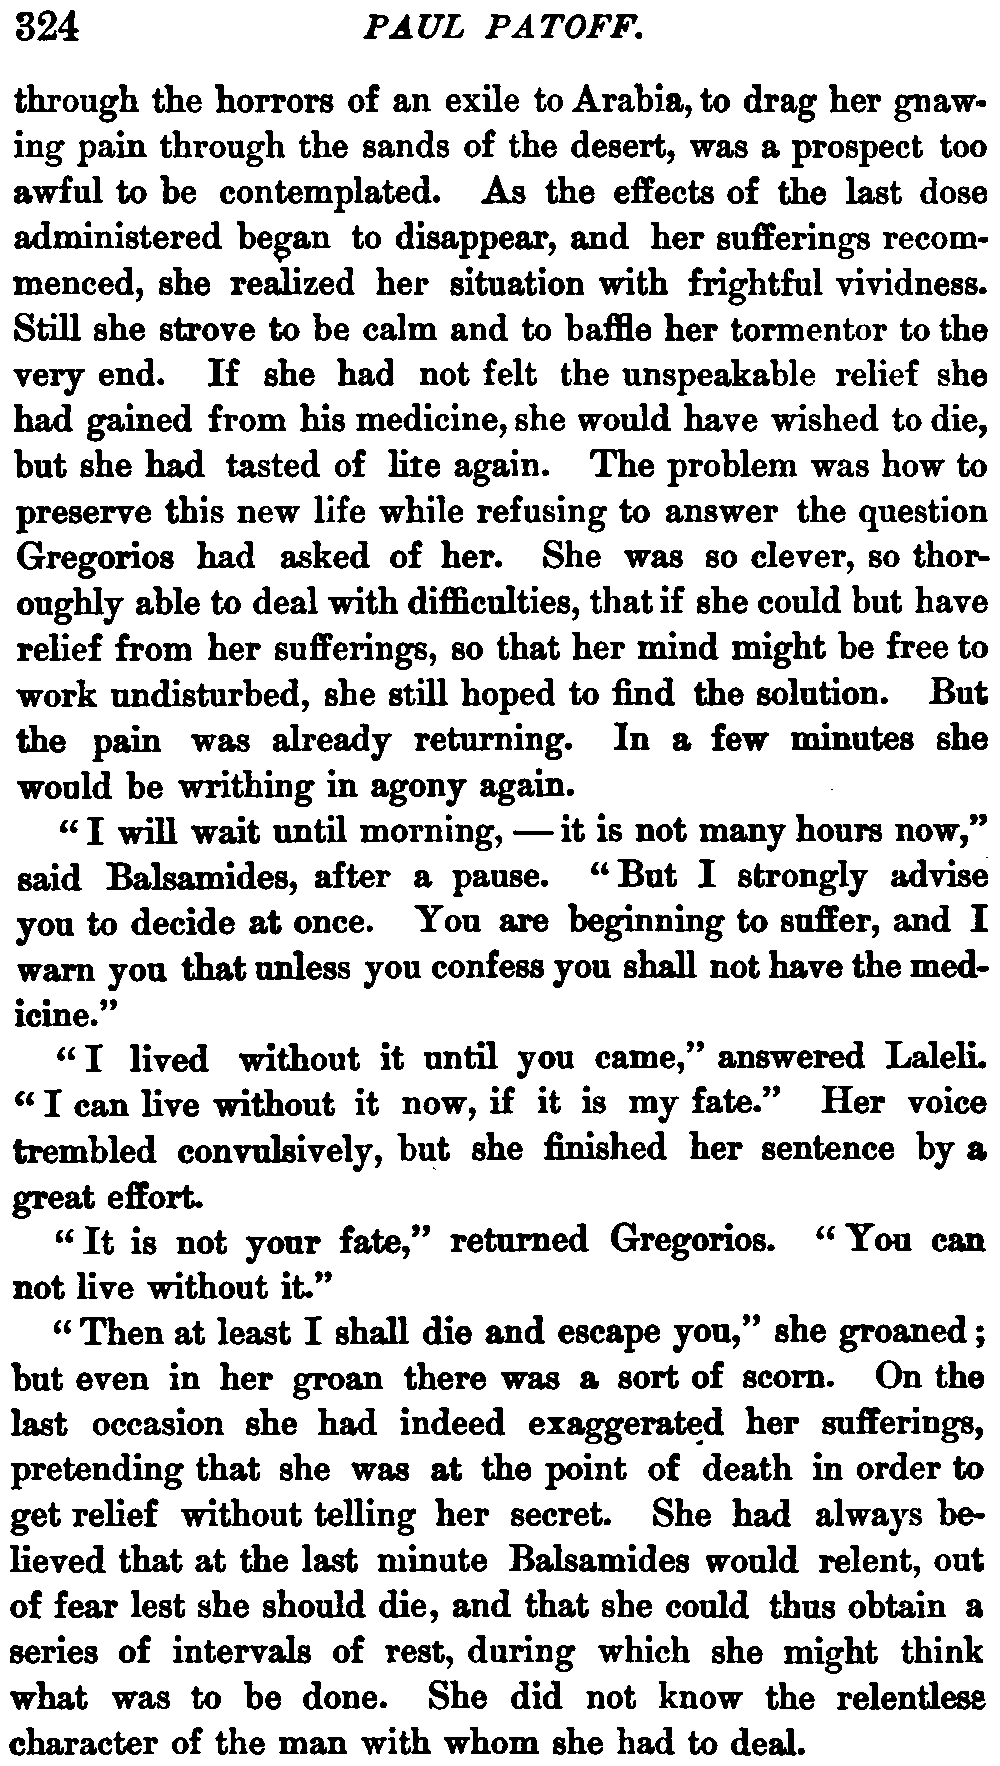 324 PAUL PATOFF.
through the horrors of an exile to Arabia, to drag her gnaw-
ing pain through the sands of the desert, was a prospect too
awful to be contemplated. As the effects of the last dose
administered began to disappear, and her sufferings recom-
menced, she realized her situation with frightful vividness.
Still she strove to be calm and to baffle her tormentor to the
very end. If she had not felt the unspeakable relief she
had gained from his medicine, she would have wished to die,
but she had tasted of life again. The problem was how to
preserve this new life while refusing to answer the question
Gregorios had asked of her. She was so clever, so thor-
oughly able to deal with difficulties, that if she could but have
relief from her sufferings, so that her mind might be free to
work undisturbed, she still hoped to find the solution. But
the pain was already returning. In a few minutes she
would be writhing in agony again.
“I will wait until morning, — it is not many hours now,”
said Balsamides, after a pause. “But I strongly advise
you to decide at once. You are beginning to suffer, and I
warn you that unless you confess you shall not have the med-
icine.”
“I lived without it until you came,” answered Laleli.
“I can live without it now, if it is my fate.” Her voice
trembled convulsively, but she finished her sentence by a
great effort.
“It is not your fate,” returned Gregorios. “You can
not live without it.”
“Then at least I shall die and escape you,” she groaned;
but even in her groan there was a sort of scorn. On the
last occasion she had indeed exaggerated her sufferings,
pretending that she was at the point of death in order to
get relief without telling her secret. She had always be-
lieved that at the last minute Balsamides would relent, out
of fear lest she should die, and that she could thus obtain a
series of intervals of rest, during which she might think
what was to be done. She did not know the relentless
character of the man with whom she had to deal.